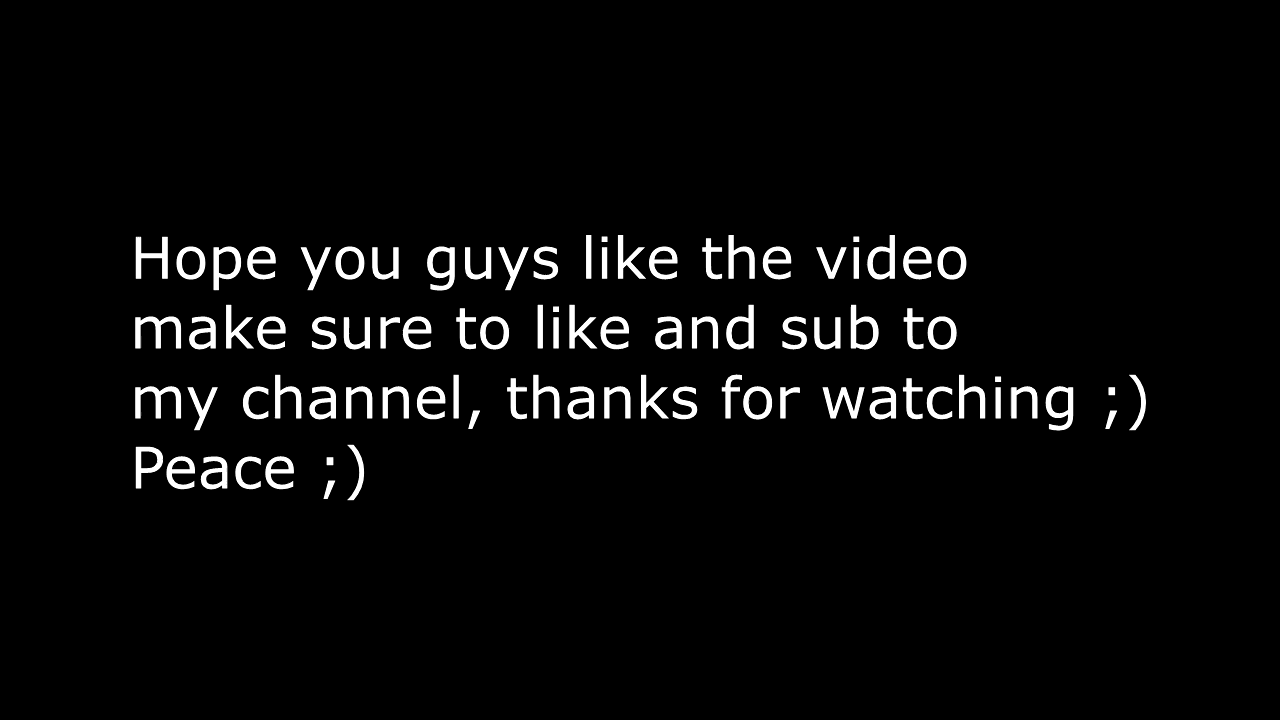 Hope you guys like the video
make sure to like and sub to
my channel, thanks for watching ;)
Peace ;)